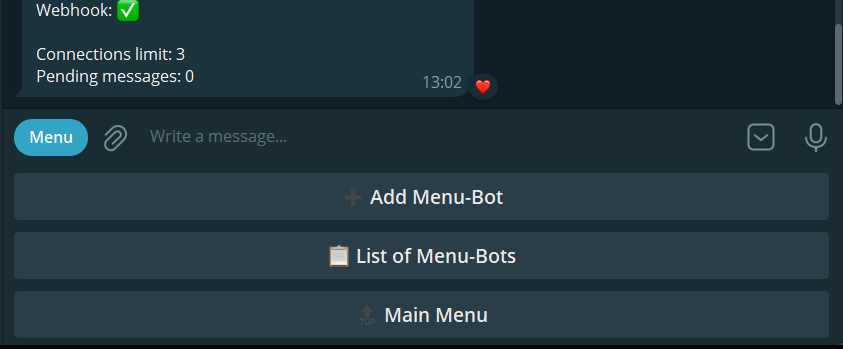 Webhook: ✅
Connections limit: 3
Pending messages: 0
13:02
Menu
Write a message...
➕ Add Menu-Bot
📋 List of Menu-Bots
🔝 Main Menu